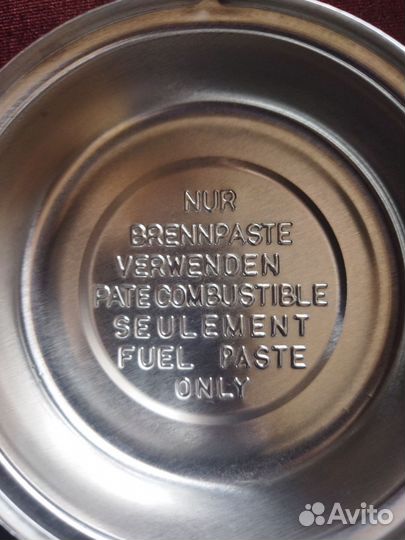 NUR
BRENNPASTE
VERWENDEN
PATE COMBUSTIBLE
SEULEMENT
FUEL PASTE
ONLY
Avito